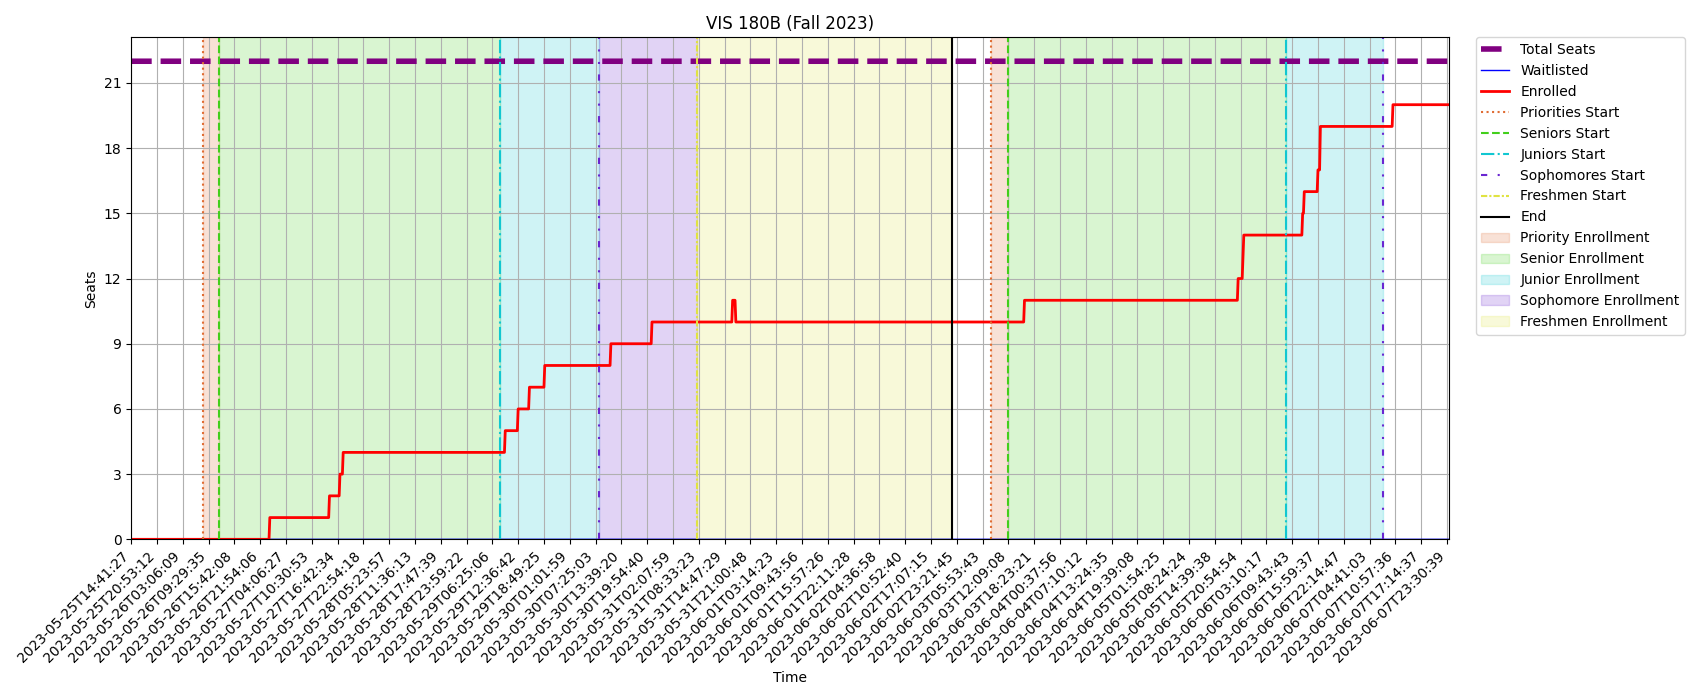 VIS 180B (Fall 2023)
Seats
21
18
15
12
9
6
3
0
2023-05-25T14:41:27
2023-05-25T20:53:12
2023-05-26T03:06:09
2023-05-26T09:29:35
2023-05-26T15:42:08
2023-05-26T21:54:06
2023-05-27T04:06:27
2023-05-27T10:30:53
2023-05-27T16:42:34
2023-05-27T22:54:18
2023-05-28T05:23:57
2023-05-28T11:36:13
2023-05-28T17:47:39
2023-05-28T23:59:22
2023-05-29T06:25:06
2023-05-29T12:36:42
2023-05-29T18:49:25
2023-05-30T01:01:59
2023-05-30T07:25:03
2023-05-30T13:39:20
2023-05-30T19:54:40
2023-05-31T02:07:59
2023-05-31T08:33:23
2023-05-31T14:47:29
2023-05-31T21:00:48
2023-06-01T03:14:23
2023-06-01T09:43:56
2023-06-01T15:57:26
2023-06-01T22:11:28
2023-06-02T04:36:58
2023-06-02T10:52:40
2023-06-02T17:07:15
2023-06-02T23:21:45
2023-06-03T05:53:43
2023-06-03T12:09:08
2023-06-03T18:23:21
2023-06-04T00:37:56
2023-06-04T07:10:12
2023-06-04T13:24:35
2023-06-04T19:39:08
2023-06-05T01:54:25
2023-06-05T08:24:24
2023-06-05T14:39:38
2023-06-05T20:54:54
2023-06-06T03:10:17
2023-06-06T09:43:43
2023-06-06T15:59:37
2023-06-06T22:14:47
2023-06-07T04:41:03
2023-06-07T10:57:36
2023-06-07T17:14:37
2023-06-07T23:30:39
Time
Total Seats
Waitlisted
Enrolled
Priorities Start
Seniors Start
Juniors Start
Sophomores Start
Freshmen Start
End
Priority Enrollment
Senior Enrollment
Junior Enrollment
Sophomore Enrollment
Freshmen Enrollment